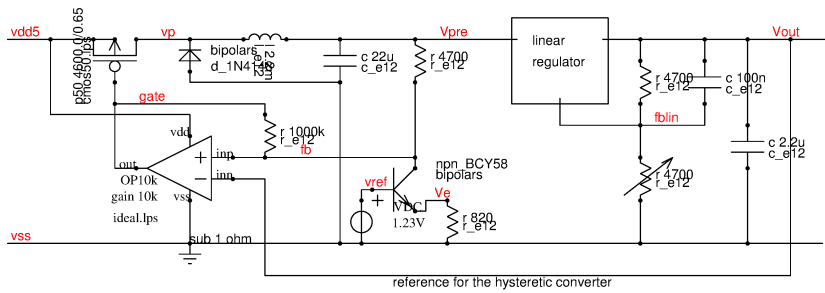 vdd5
p50 4600.0/0.65
cmos50.lps
vp
bipolars
d_1N4148
l_e12
c 22u
c_e12
Vpre
r 4700
r_e12
linear
regulator
Vout
r 4700
r_e12
c 100n
c_e12
fblin
c 2.2u
c_e12
r 4700
r_e12
gate
r 1000k
r_e12
fb
vdd
out
inp
inn
OP10k
gain 10k
vss
ideal.lps
sub 1 ohm
npn_BCY58
bipolars
vref
VDC
1.23V
Ve
r 820
r_e12
vss
reference for the hysteretic converter